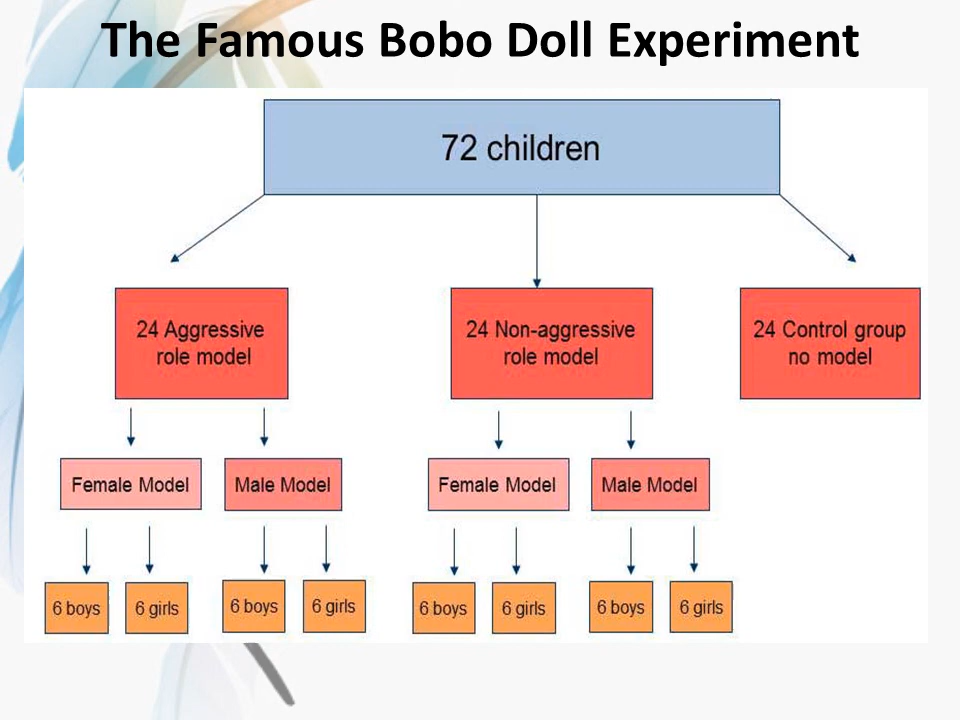 The Famous Bobo Doll Experiment
72 children
24 Aggressive
role model
24 Non-aggressive
role model
24 Control group
no model
Female Model
Male Model
Female Model
Male Model
6 boys
6 girls
6 boys
6 girls
6 boys
6 girls
6 boys
6 girls